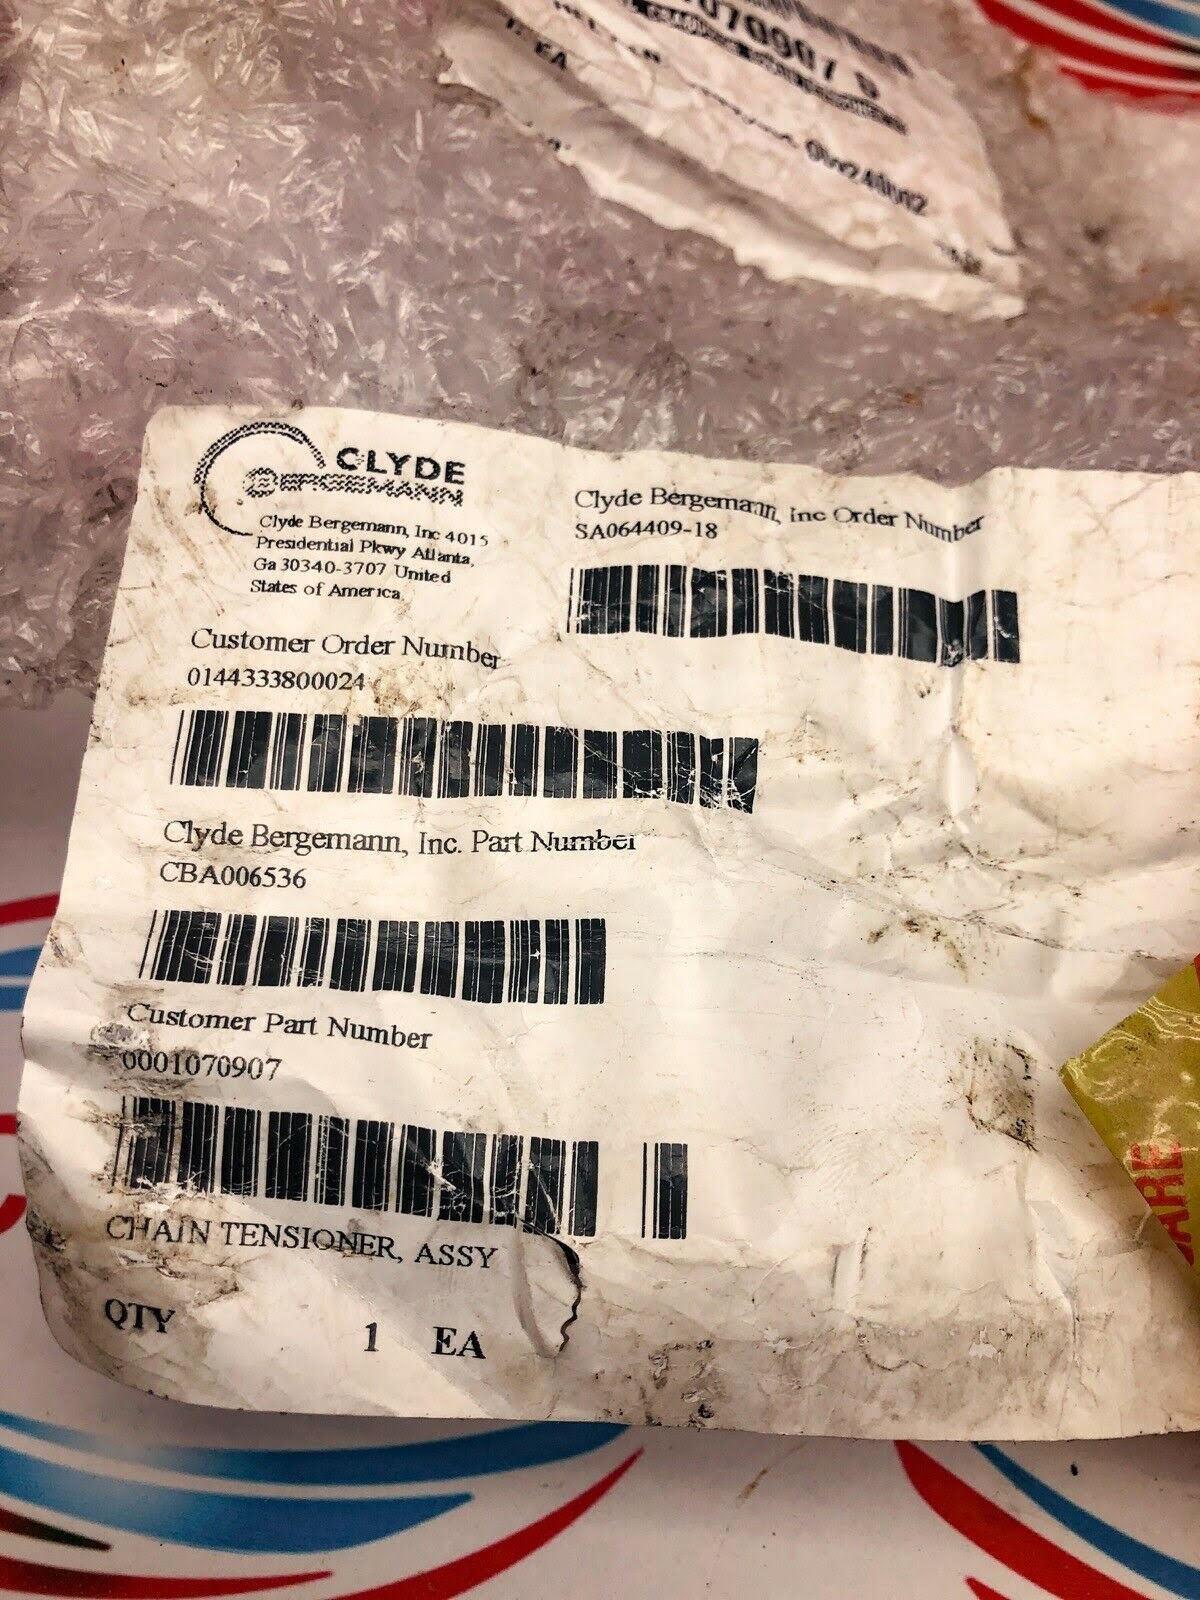 EA
CLYDE
BERGEMANN
Clyde Bergemann, Inc 4015
Presidential Pkwy Atlanta,
Ga 30340-3707 United
States of America
Clyde Bergemann, Inc Order Number
SA064409-18
Customer Order Number
0144333800024
Clyde Bergemann, Inc. Part Number
CBA006536
Customer Part Number
0001070907
CHAIN TENSIONER, ASSY
QTY 1 EA